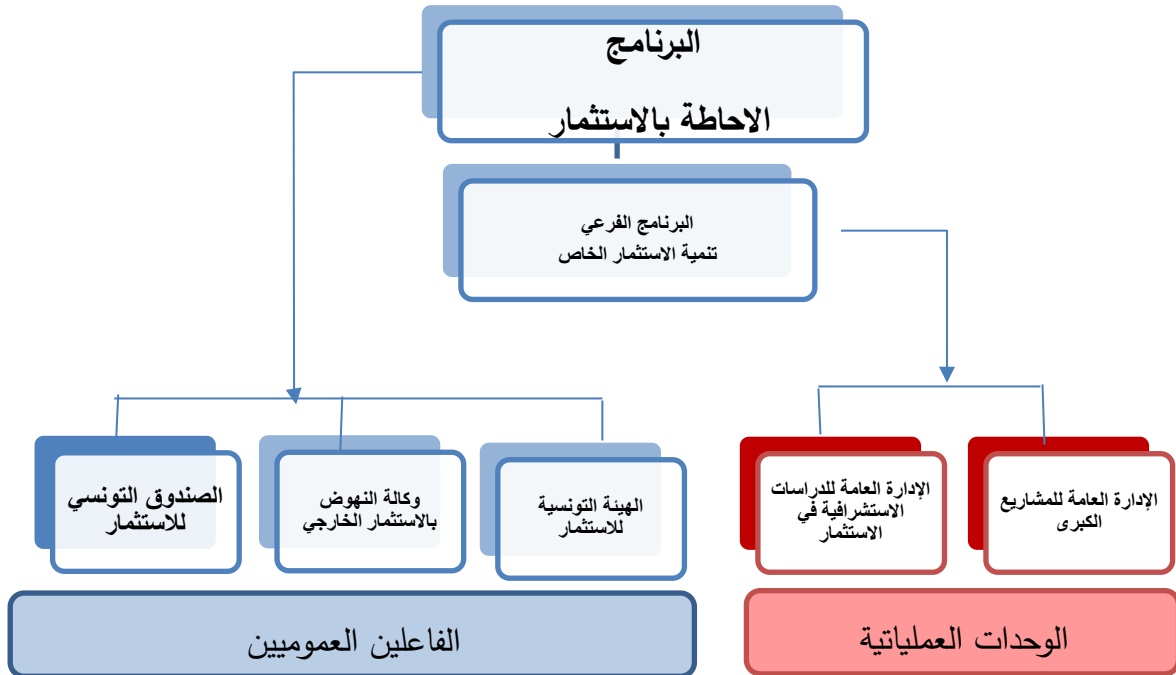 البرنامج
الاحاطة بالاستثمار
البرنامج الفرعي
تنمية الاستثمار الخاص
الإدارة العامة للمشاريع
الكبرى
الإدارة العامة للدراسات
الاستشرافية في
الاستثمار
الهيئة التونسية
للاستثمار
وكالة النهوض
بالاستثمار الخارجي
الصندوق التونسي
للاستثمار
الوحدات العملياتية
الفاعلين العموميين